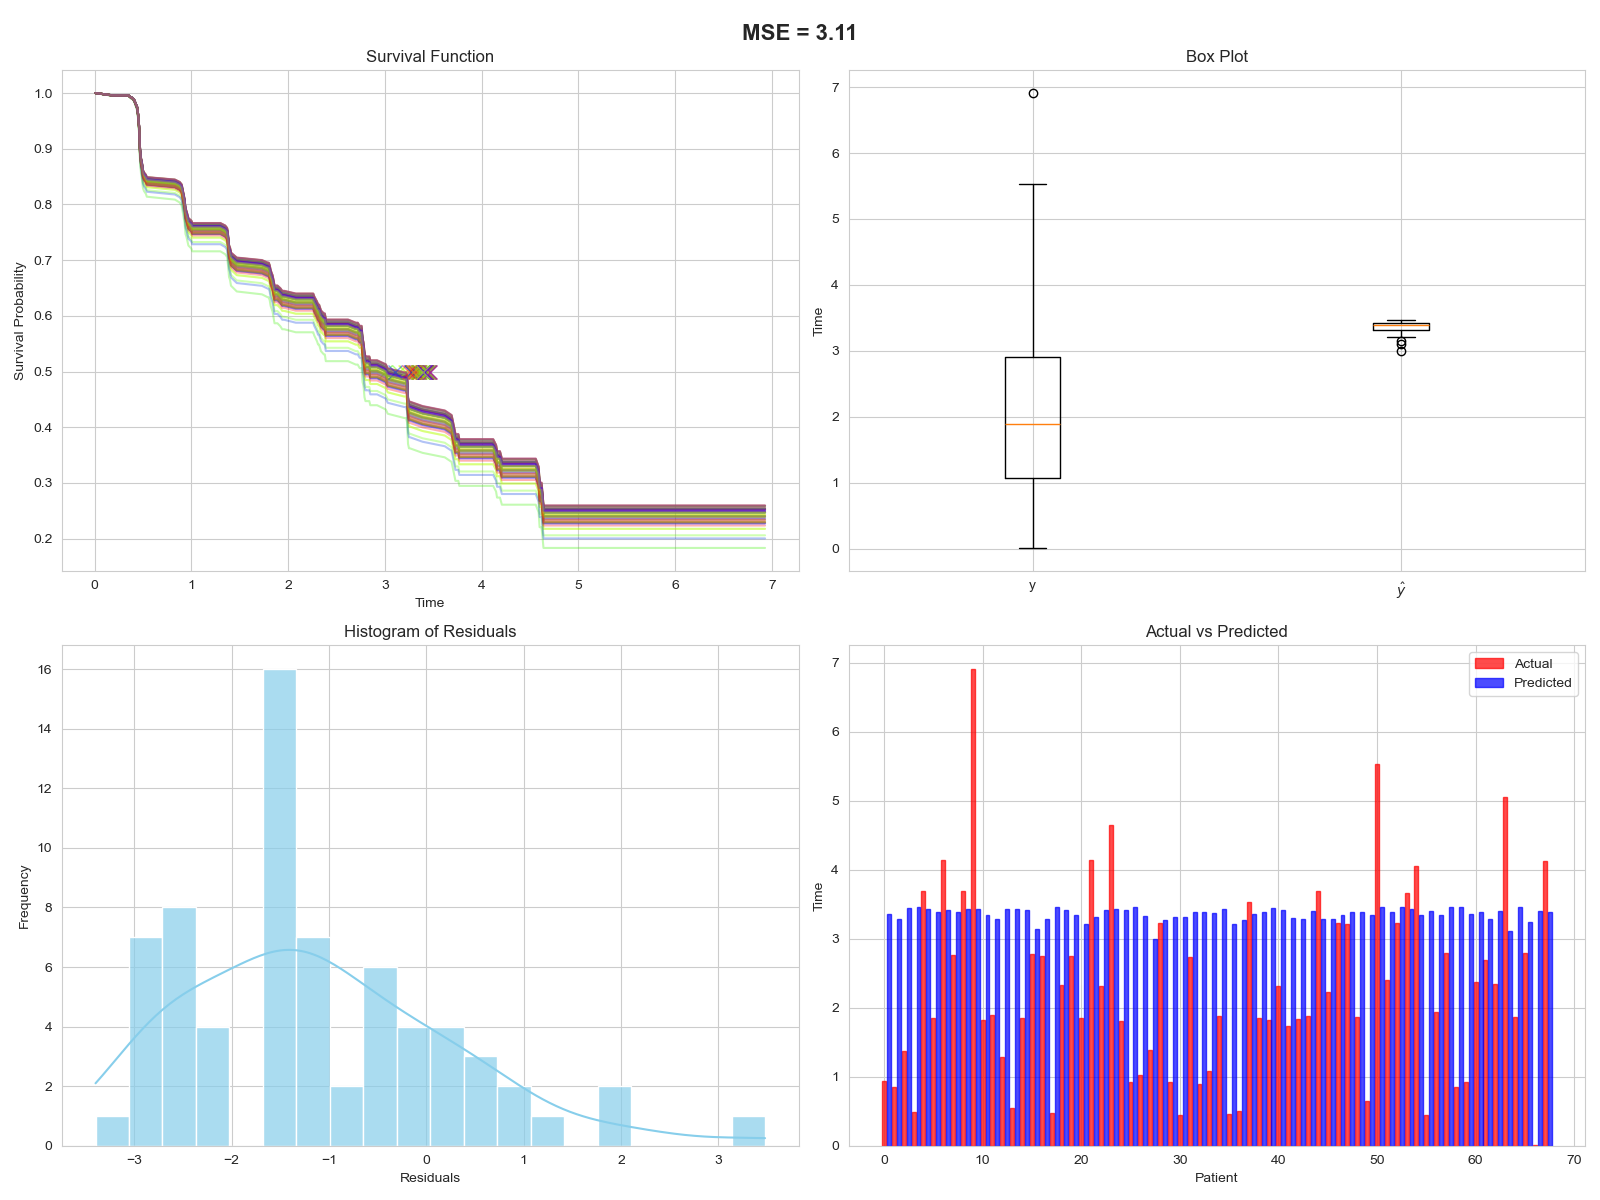 MSE = 3.11
Survival Function
Survival Probability
1.0
0.9
0.8
0.7
0.6
0.5
0.4
0.3
0.2
0 1 2 3 4 5 6 7
Time
Box Plot
Time
7
6
5
4
3
2
1
0
y ŷ
Histogram of Residuals
Frequency
16
14
12
10
8
6
4
2
0
−3 −2 −1 0 1 2 3
Residuals
Actual vs Predicted
Actual
Predicted
Time
7
6
5
4
3
2
1
0
0 10 20 30 40 50 60 70
Patient